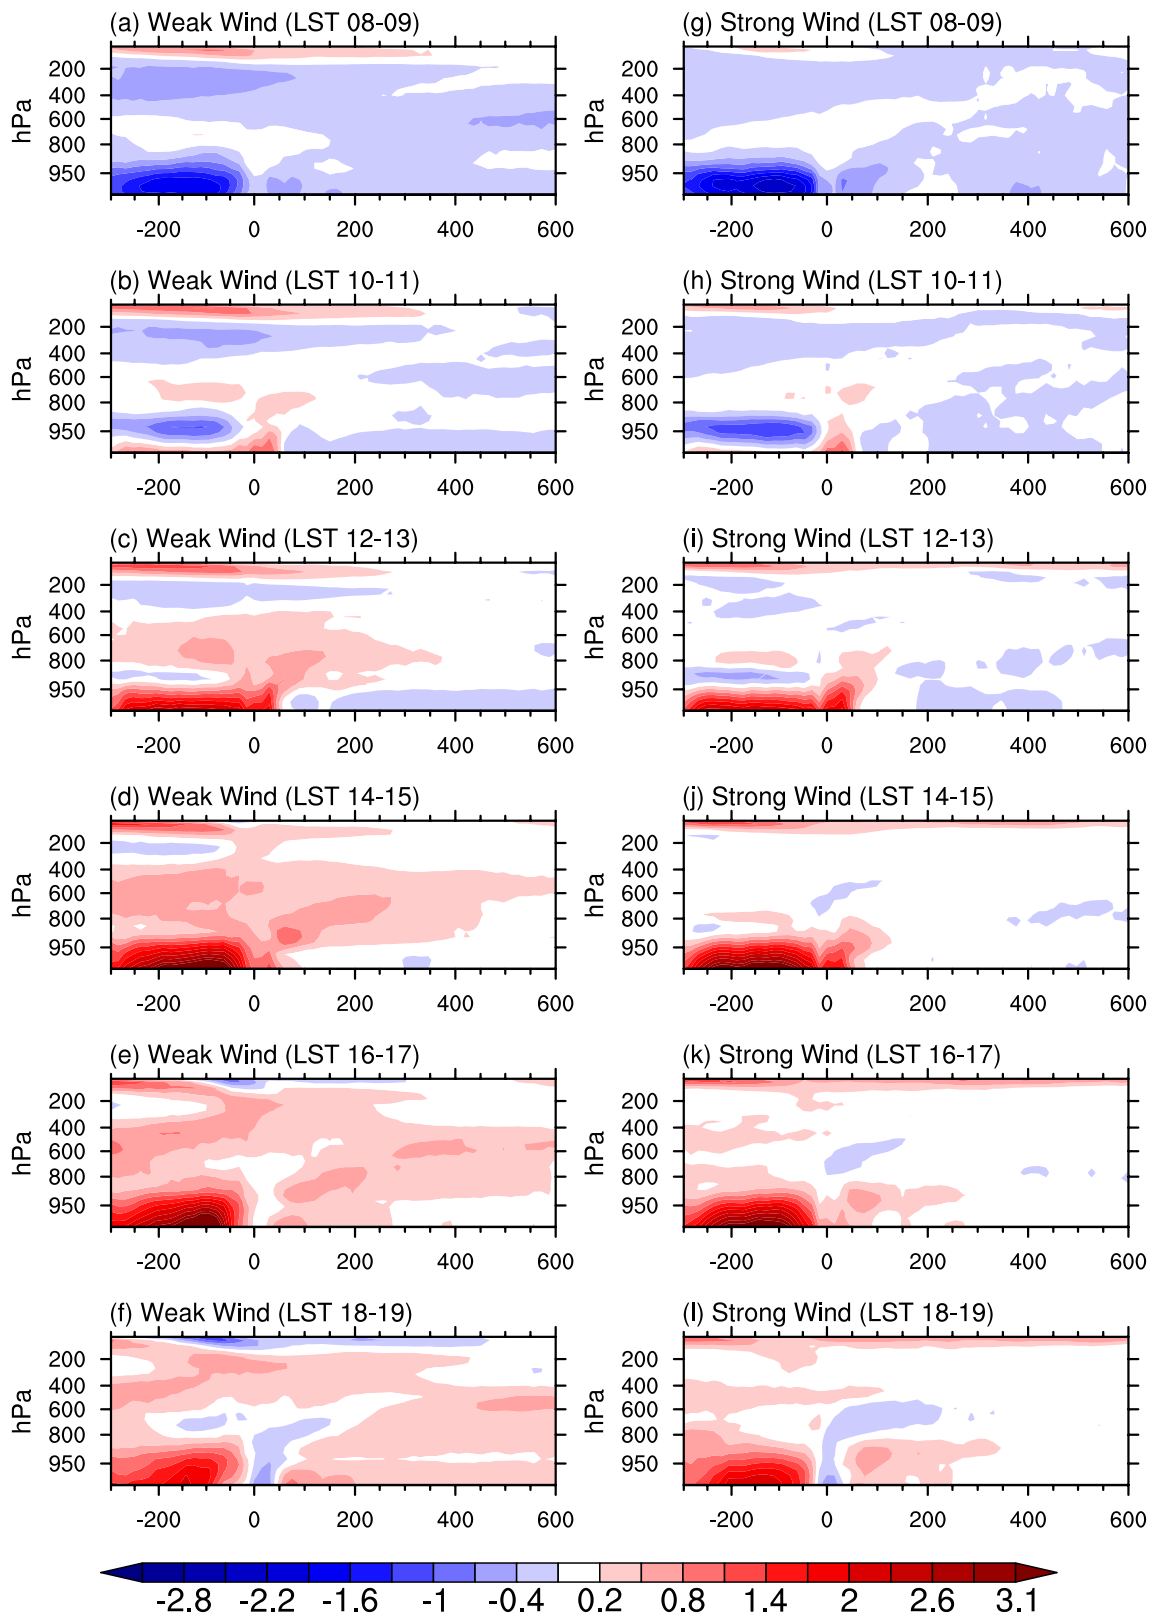 (a) Weak Wind (LST 08-09)
hPa
200
400
600
800
950
-200 0 200 400 600
(g) Strong Wind (LST 08-09)
hPa
200
400
600
800
950
-200 0 200 400 600
(b) Weak Wind (LST 10-11)
hPa
200
400
600
800
950
-200 0 200 400 600
(h) Strong Wind (LST 10-11)
hPa
200
400
600
800
950
-200 0 200 400 600
(c) Weak Wind (LST 12-13)
hPa
200
400
600
800
950
-200 0 200 400 600
(i) Strong Wind (LST 12-13)
hPa
200
400
600
800
950
-200 0 200 400 600
(d) Weak Wind (LST 14-15)
hPa
200
400
600
800
950
-200 0 200 400 600
(j) Strong Wind (LST 14-15)
hPa
200
400
600
800
950
-200 0 200 400 600
(e) Weak Wind (LST 16-17)
hPa
200
400
600
800
950
-200 0 200 400 600
(k) Strong Wind (LST 16-17)
hPa
200
400
600
800
950
-200 0 200 400 600
(f) Weak Wind (LST 18-19)
hPa
200
400
600
800
950
-200 0 200 400 600
(l) Strong Wind (LST 18-19)
hPa
200
400
600
800
950
-200 0 200 400 600
-2.8 -2.2 -1.6 -1 -0.4 0.2 0.8 1.4 2 2.6 3.1